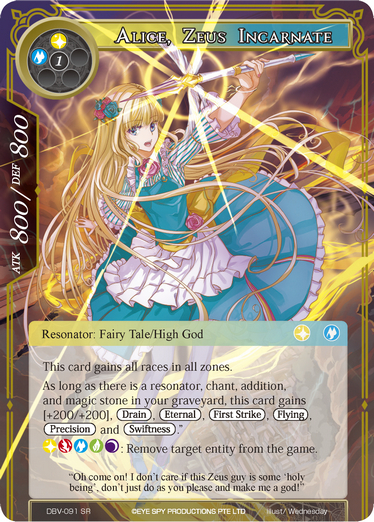 Alice, Zeus Incarnate
1
ATK 800/DEF 800
Resonator: Fairy Tale/High God
This card gains all races in all zones.
As long as there is a resonator, chant, addition,
and magic stone in your graveyard, this card gains
[+200/+200], Drain, Eternal, First Strike, Flying,
Precision and Swiftness."
: Remove target entity from the game.
"Oh come on! I don't care if this Zeus guy is some 'holy
being', don't just do as you please and make me a god!"
DBV-091 SR ©EYE SPY PRODUCTIONS PTE LTD Illust/ Wednesday